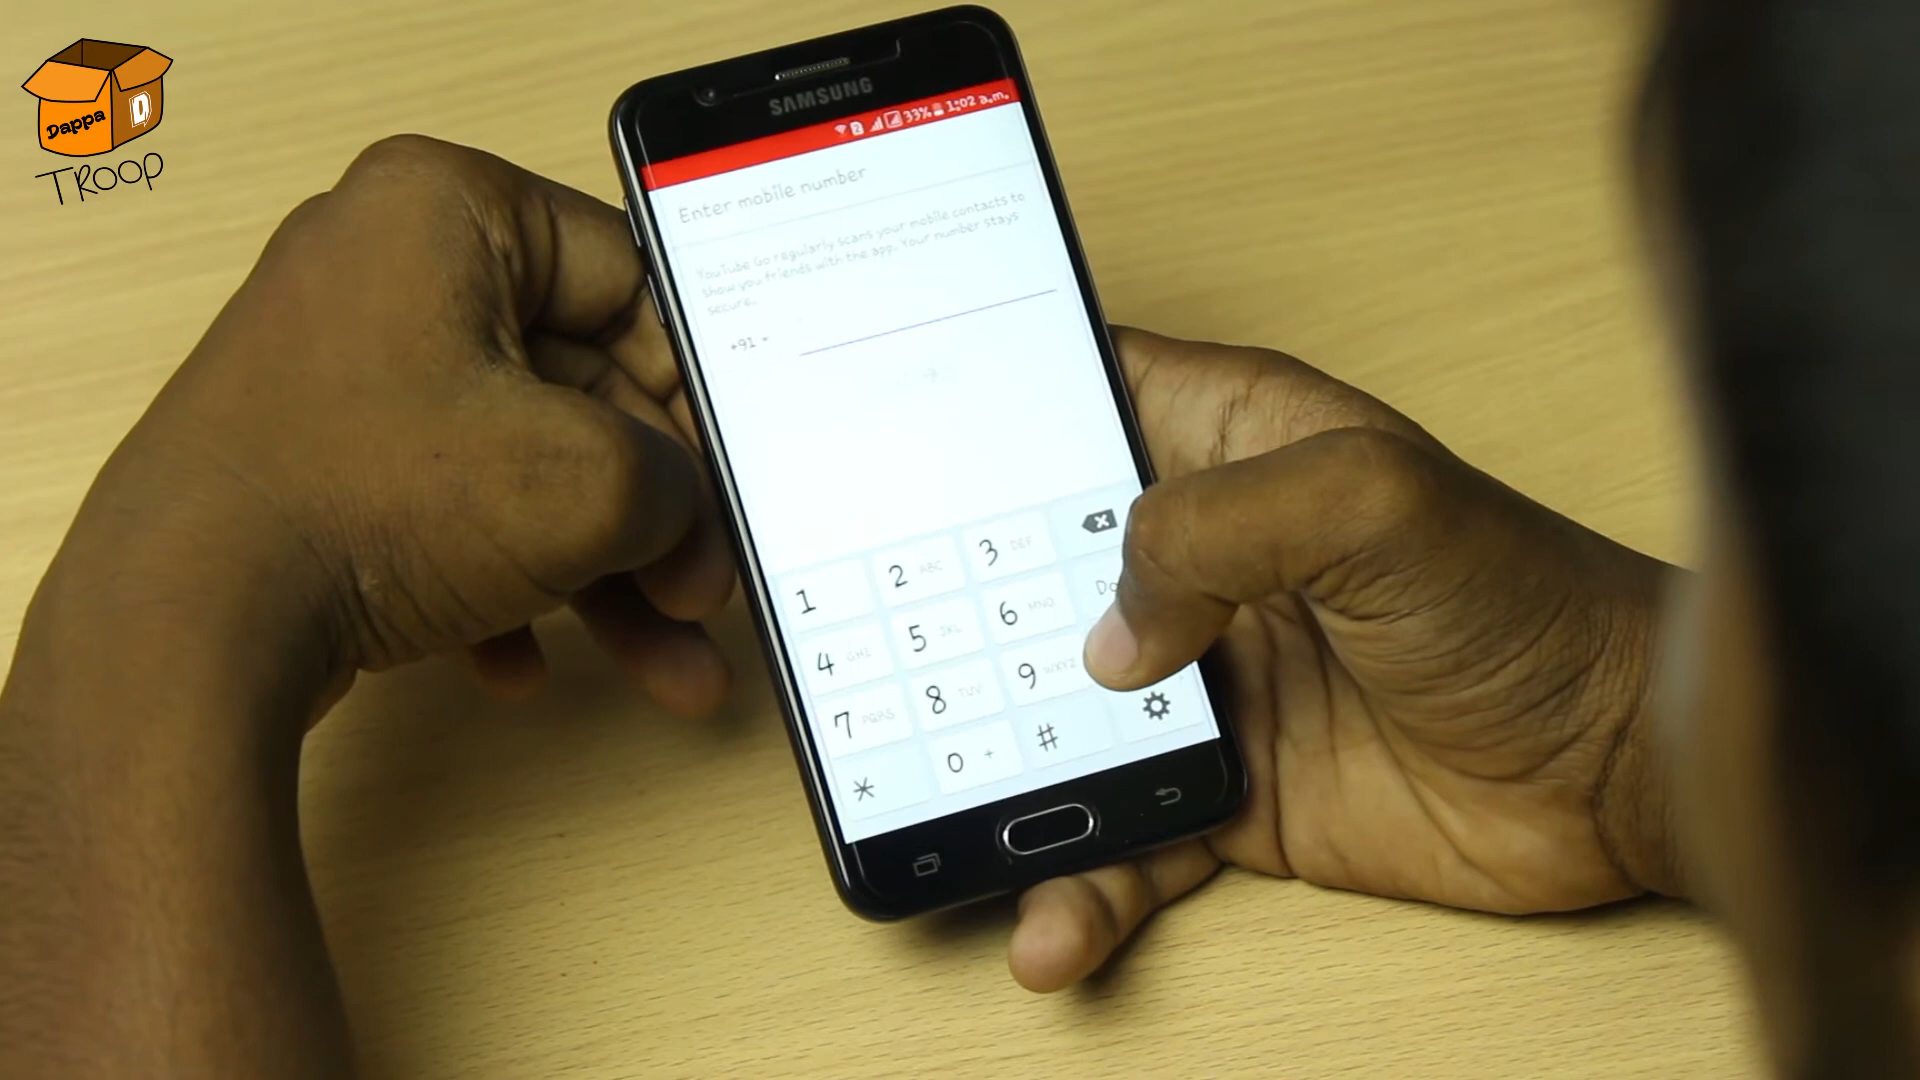 Dappa
D
TROOP
SAMSUNG
2 33% 1:02 a.m.
Enter mobile number
YouTube Go regularly scans your mobile contacts to
show you friends with the app. Your number stays
secure.
+91
1
2 ABC
3 DEF
4 GHI
5 JKL
6 MNO
Do
7 PQRS
8 TUV
9 WXYZ
*
0 +
#